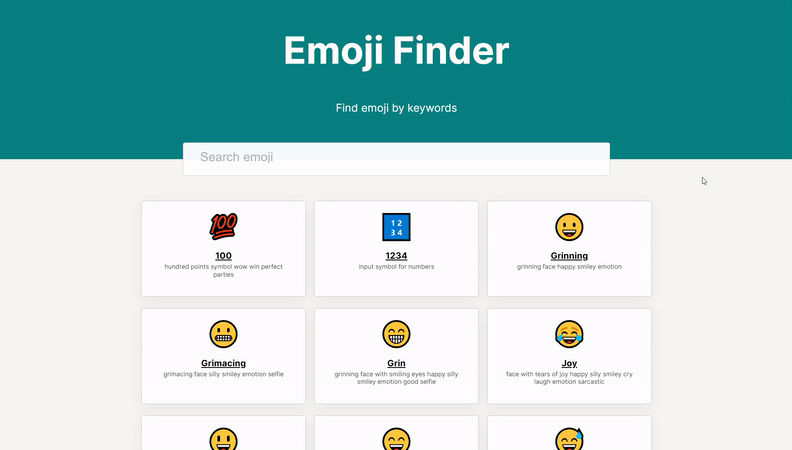 Emoji Finder
Find emoji by keywords
Search emoji
100
hundred points symbol wow win perfect
parties
1234
input symbol for numbers
Grinning
grinning face happy smiley emotion
Grimacing
grimacing face silly smiley emotion selfie
Grin
grinning face with smiling eyes happy silly
smiley emotion good selfie
Joy
face with tears of joy happy silly smiley cry
laugh emotion sarcastic